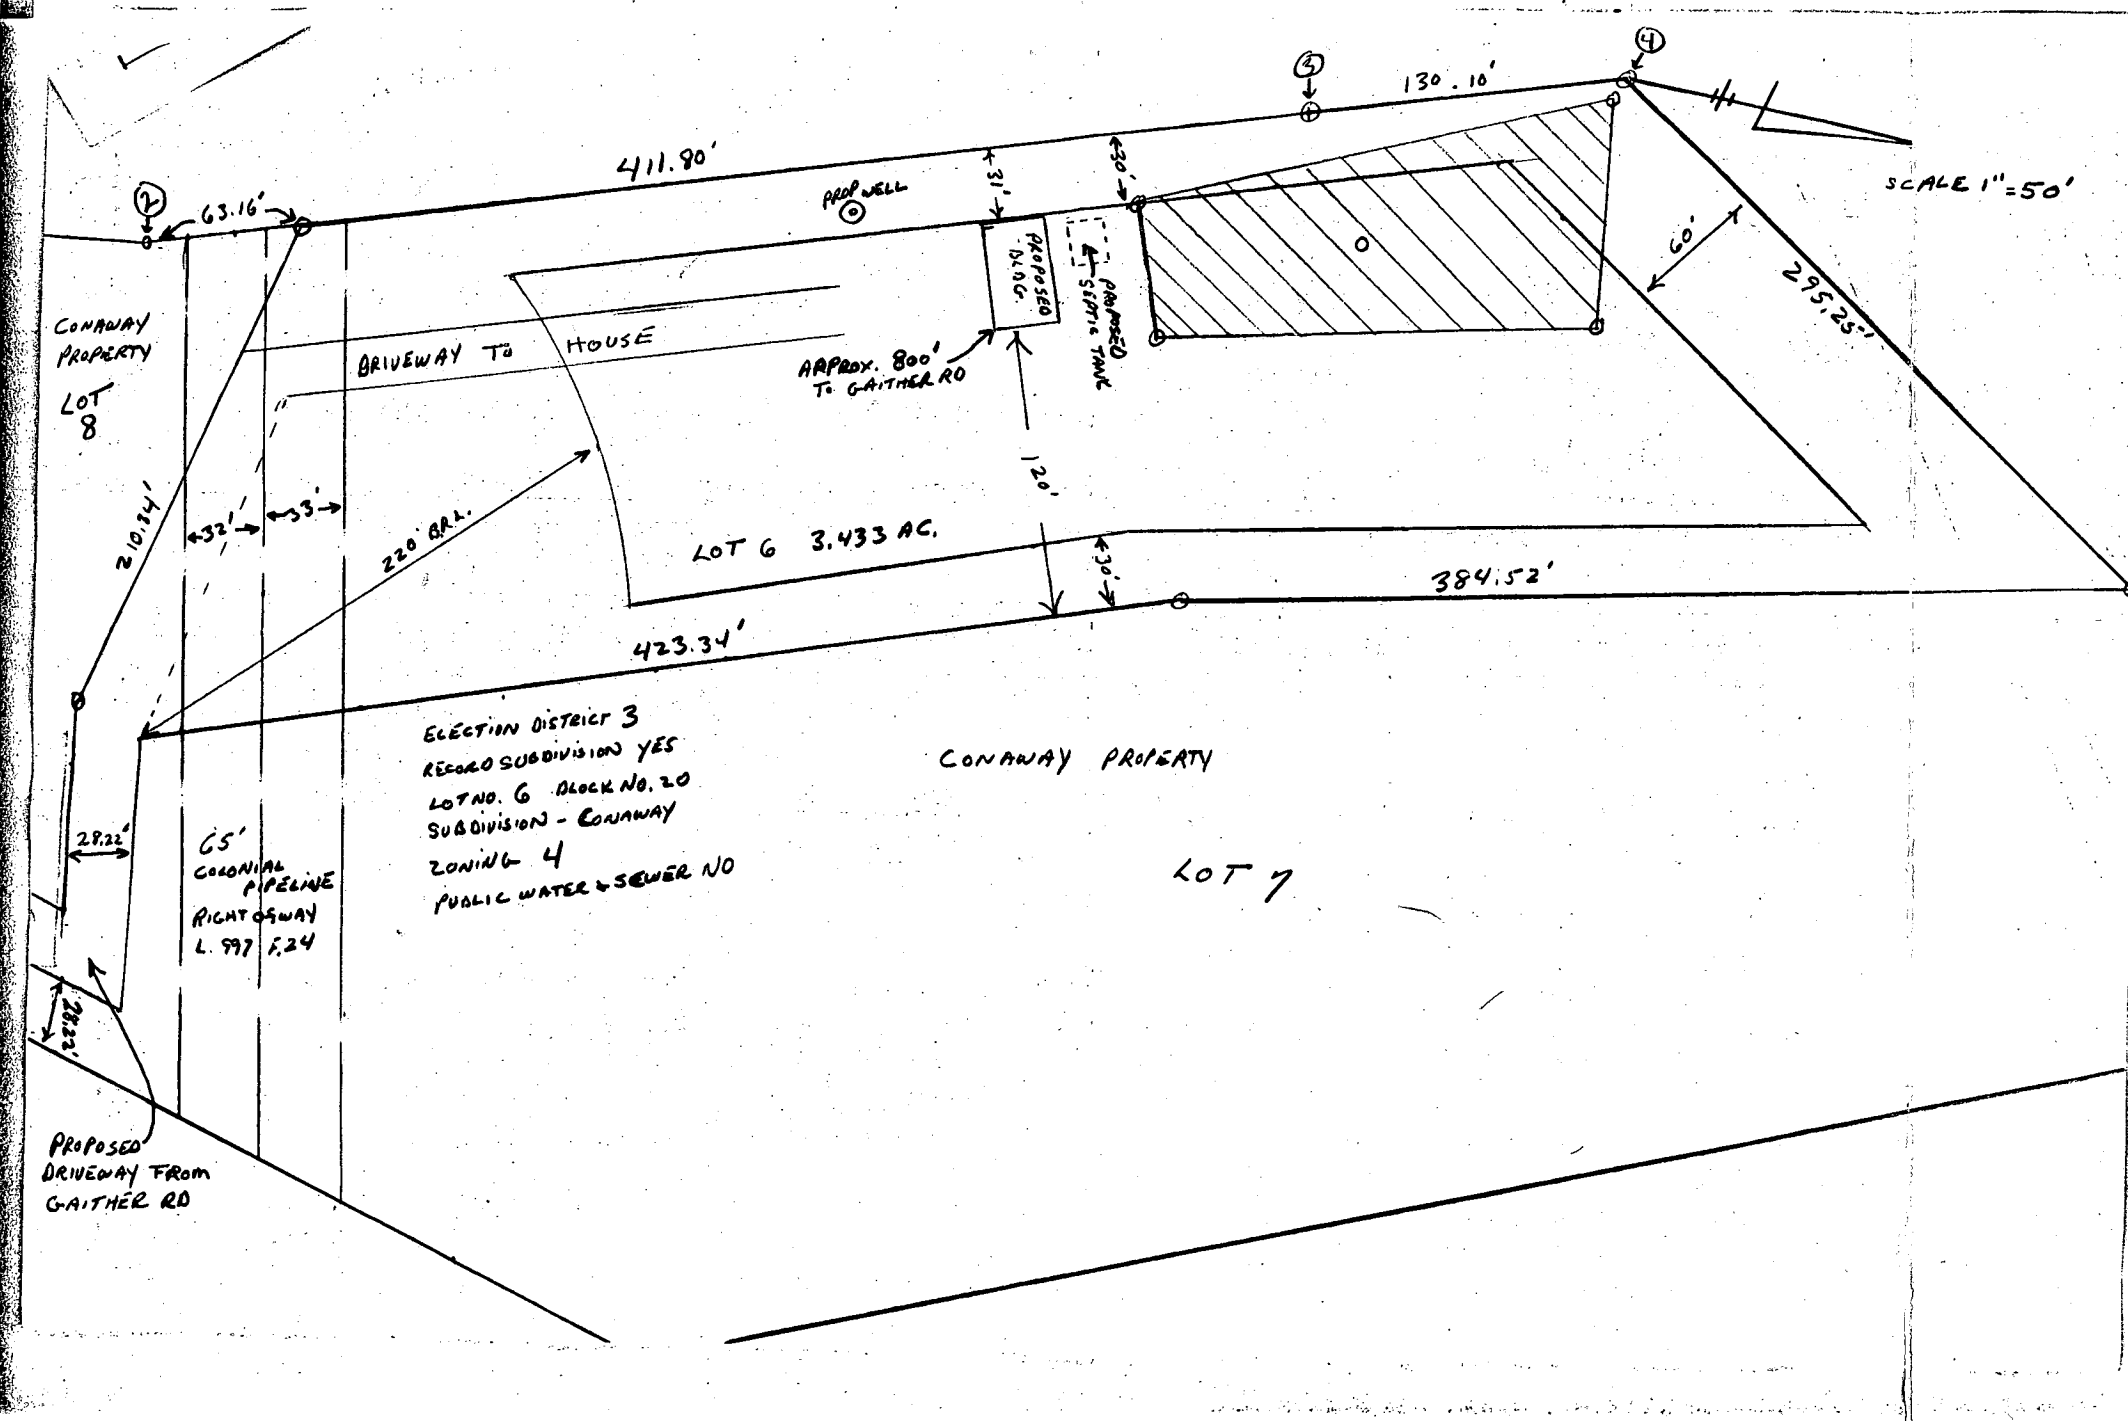 ④
③
130.10'
SCALE 1"=50'
411.80'
②
63.16'
PROP WELL
31'
30'
60'
295.25'
CONAWAY
PROPERTY
LOT
8
DRIVEWAY TO HOUSE
PROPOSED
BLDG.
PROPOSED
SEPTIC TANK
APPROX. 800'
TO GAITHER RD
120'
210.34'
32'
33'
220' B.R.L.
LOT 6 3.433 AC.
30'
384.52'
423.34'
ELECTION DISTRICT 3
RECORD SUBDIVISION YES
LOT NO. 6 BLOCK NO. 20
SUBDIVISION - CONAWAY
ZONING 4
PUBLIC WATER & SEWER NO
CONAWAY PROPERTY
LOT 7
28.22'
65'
COLONIAL
PIPELINE
RIGHT OF WAY
L. 997 F.24
28.22'
PROPOSED
DRIVEWAY FROM
GAITHER RD